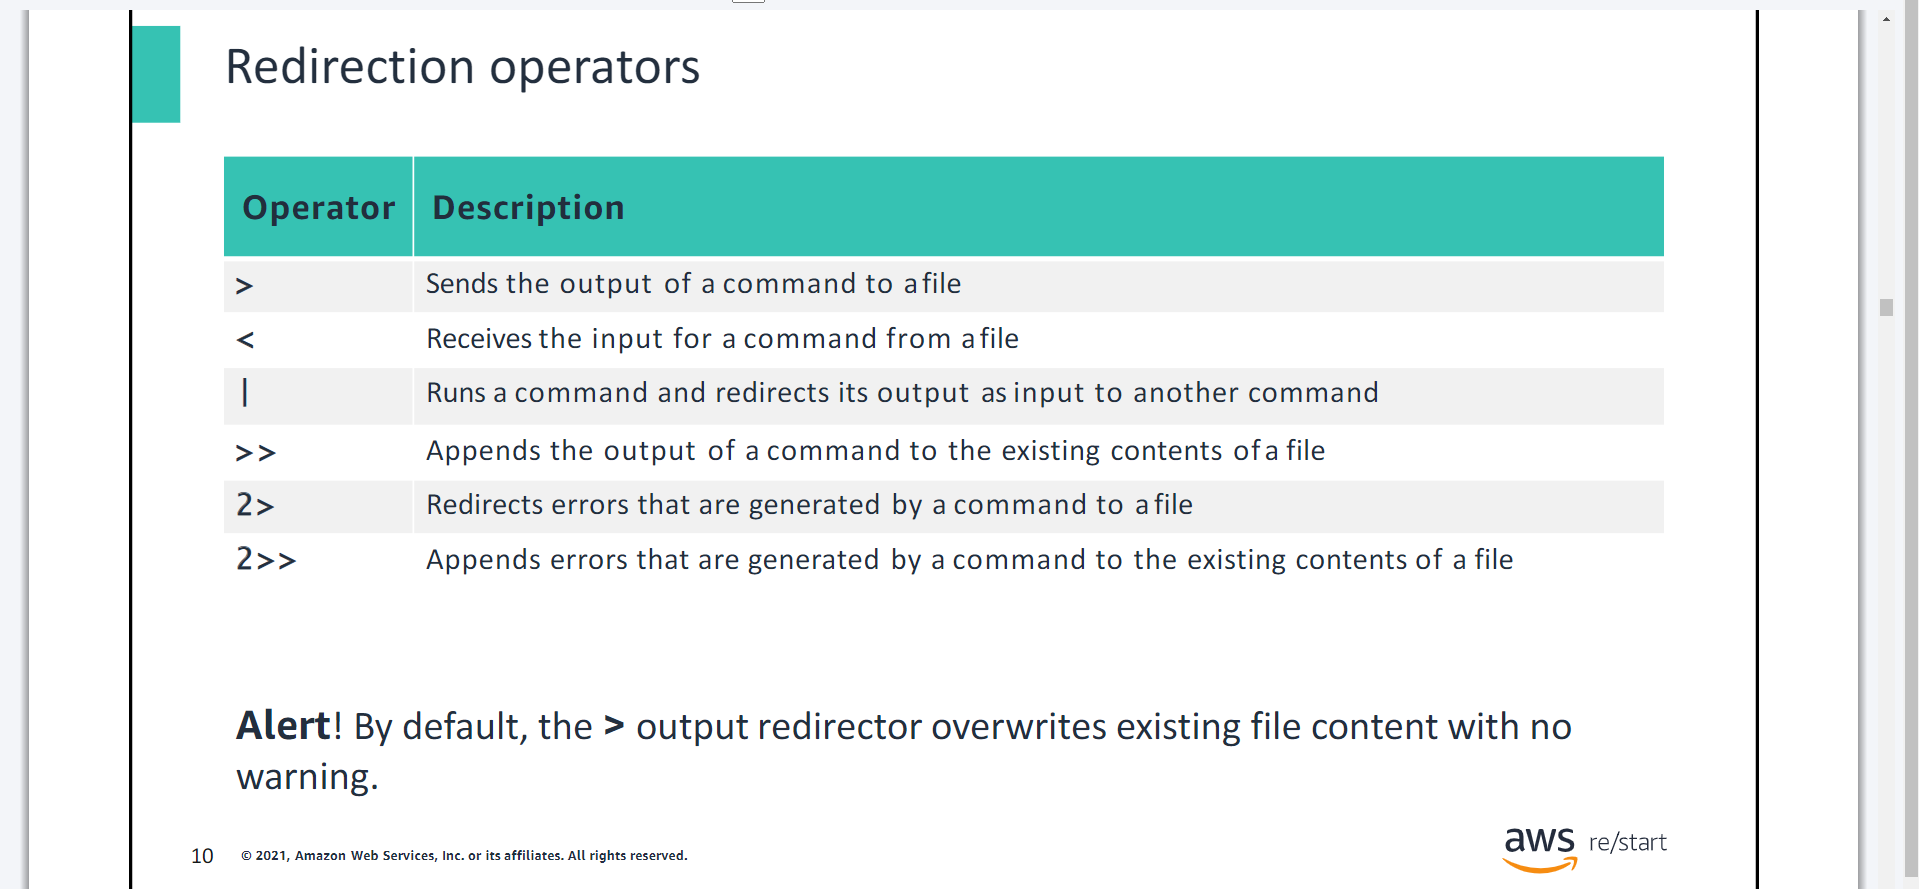 Redirection operators
Operator Description
> Sends the output of a command to a file
< Receives the input for a command from a file
| Runs a command and redirects its output as input to another command
>> Appends the output of a command to the existing contents of a file
2> Redirects errors that are generated by a command to a file
2>> Appends errors that are generated by a command to the existing contents of a file
Alert! By default, the > output redirector overwrites existing file content with no
warning.
10 © 2021, Amazon Web Services, Inc. or its affiliates. All rights reserved.
aws re/start